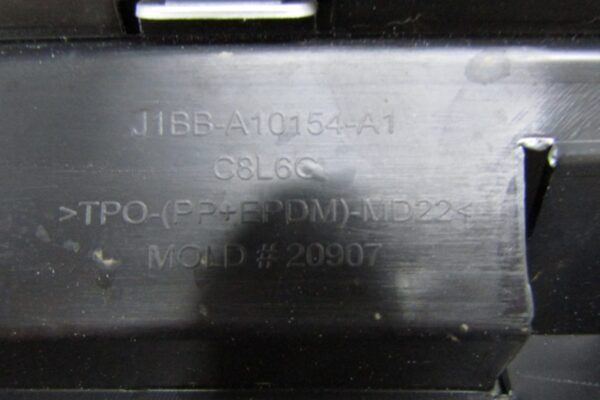 J1BB-A10154-A1
C8L6C
>TPO-(PP+EPDM)-MD22<
MOLD # 20907